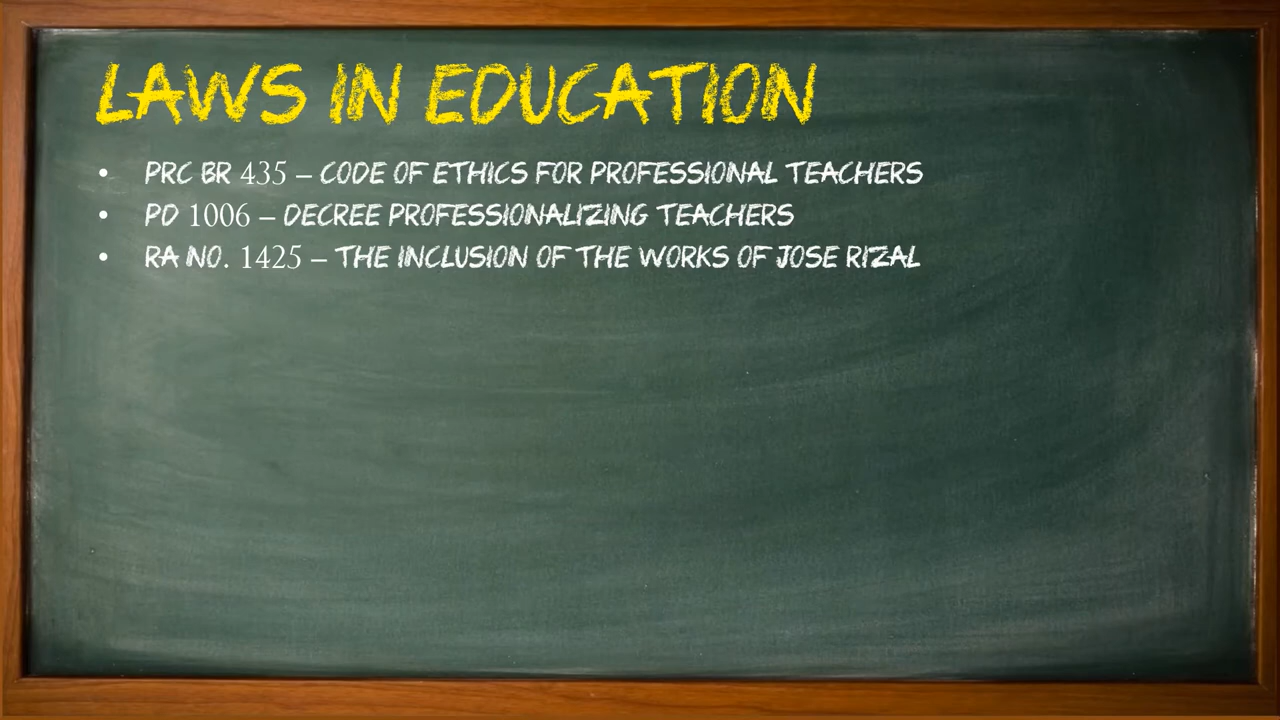 LAWS IN EDUCATION
• PRC BR 435 – CODE OF ETHICS FOR PROFESSIONAL TEACHERS
• PD 1006 – DECREE PROFESSIONALIZING TEACHERS
• RA NO. 1425 – THE INCLUSION OF THE WORKS OF JOSE RIZAL